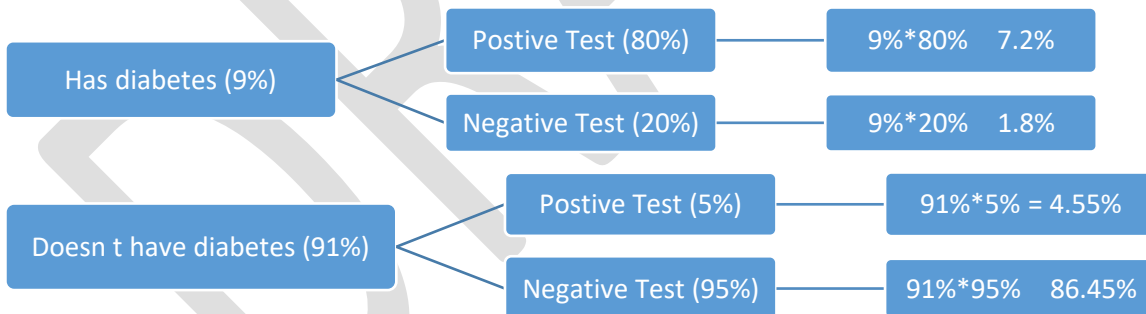 Has diabetes (9%)
Postive Test (80%)
9%*80% 7.2%
Negative Test (20%)
9%*20% 1.8%
Doesn t have diabetes (91%)
Postive Test (5%)
91%*5% = 4.55%
Negative Test (95%)
91%*95% 86.45%